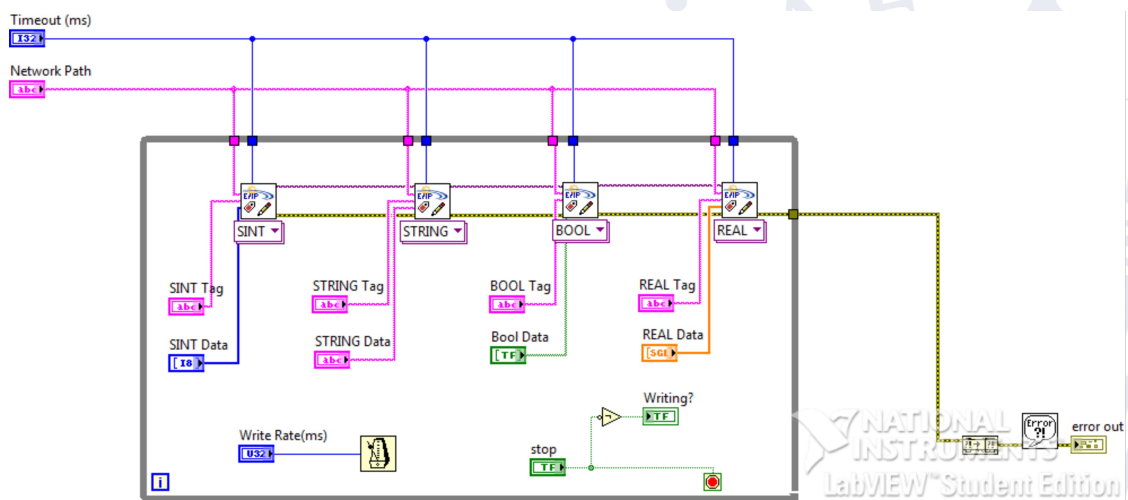 Timeout (ms)
I32
Network Path
abc
E/IP E/IP E/IP E/IP
SINT STRING BOOL REAL
SINT Tag STRING Tag BOOL Tag REAL Tag
abc abc abc abc
SINT Data STRING Data Bool Data REAL Data
I8 abc TF SGL
Writing?
TF
Write Rate(ms) stop
U32 TF
i
Error
?!
error out
NATIONAL
INSTRUMENTS
LabVIEW™ Student Edition